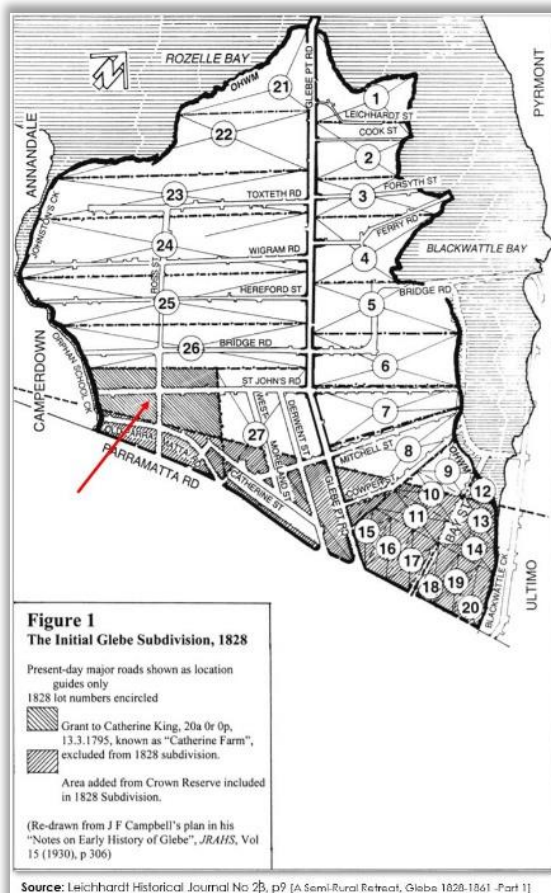 ROZELLE BAY
OHWM
GLEBE PT RD
PYRMONT
21
1
LEICHHARDT ST
COOK ST
22
2
ANNANDALE
JOHNSTON'S CK
23
TOXTETH RD
3
FORSYTH ST
FERRY RD
24
WIGRAM RD
4
BLACKWATTLE BAY
ROSS ST
HEREFORD ST
BRIDGE RD
25
5
CAMPERDOWN
ORPHAN SCHOOL CK
26
BRIDGE RD
6
ST JOHN'S RD
WEST
DERWENT ST
7
27
MORELAND ST
MITCHELL ST
8
OHWM
PARRAMATTA RD
CATHERINE ST
GLEBE PT RD
COWPER ST
9
10
12
BAY ST
11
13
15
16
14
17
18
19
20
BLACKWATTLE CK
ULTIMO
Figure 1
The Initial Glebe Subdivision, 1828
Present-day major roads shown as location
guides only
1828 lot numbers encircled
Grant to Catherine King, 20a 0r 0p,
13.3.1795, known as "Catherine Farm",
excluded from 1828 subdivision.
Area added from Crown Reserve included
in 1828 Subdivision.
(Re-drawn from J F Campbell's plan in his
"Notes on Early History of Glebe", JRAHS, Vol
15 (1930), p 306)
Source: Leichhardt Historical Journal No 2β, p9 [A Semi-Rural Retreat, Glebe 1828-1861 -Part 1]